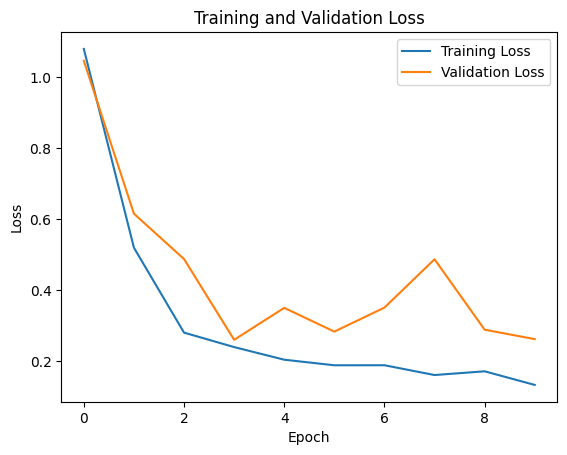 Training and Validation Loss
Training Loss
Validation Loss
1.0
0.8
0.6
0.4
0.2
Loss
0
2
4
6
8
Epoch